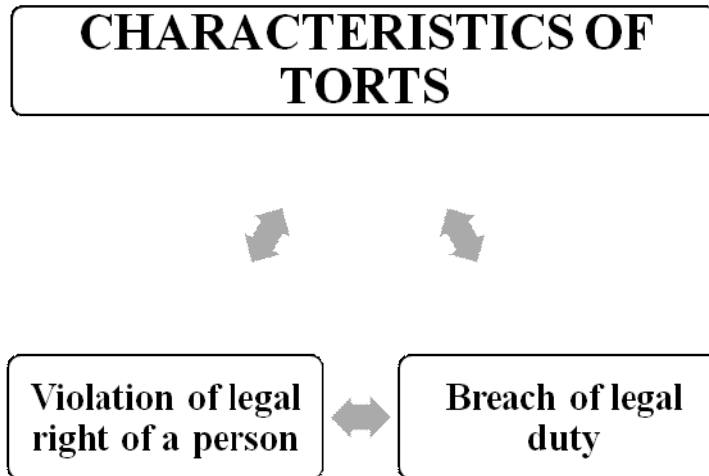 CHARACTERISTICS OF
TORTS
Violation of legal
right of a person
Breach of legal
duty